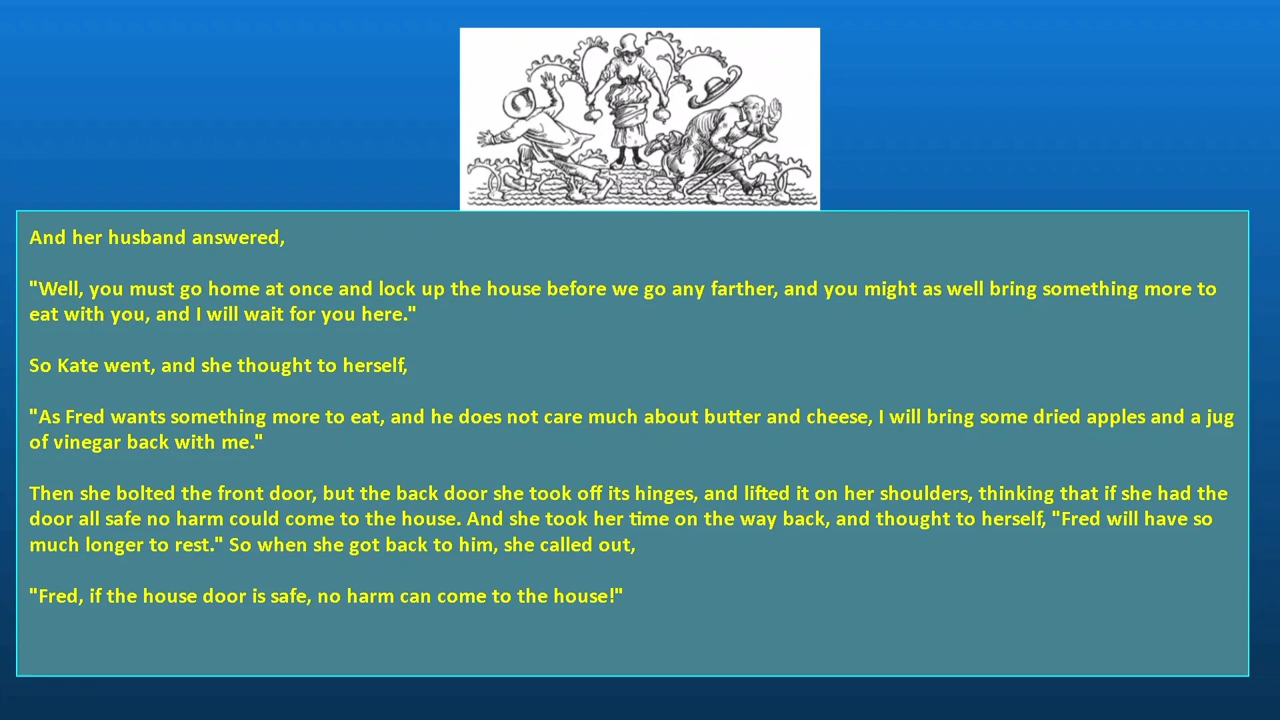 And her husband answered,
"Well, you must go home at once and lock up the house before we go any farther, and you might as well bring something more to
eat with you, and I will wait for you here."
So Kate went, and she thought to herself,
"As Fred wants something more to eat, and he does not care much about butter and cheese, I will bring some dried apples and a jug
of vinegar back with me."
Then she bolted the front door, but the back door she took off its hinges, and lifted it on her shoulders, thinking that if she had the
door all safe no harm could come to the house. And she took her time on the way back, and thought to herself, "Fred will have so
much longer to rest." So when she got back to him, she called out,
"Fred, if the house door is safe, no harm can come to the house!"